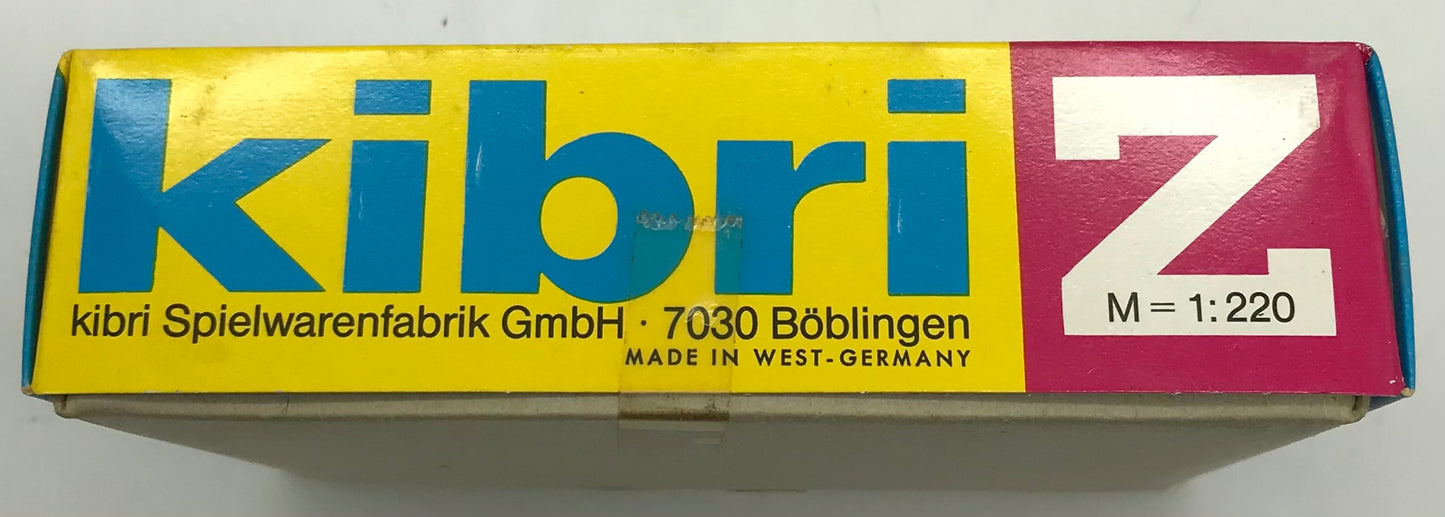 kibri
kibri Spielwarenfabrik GmbH · 7030 Böblingen
MADE IN WEST-GERMANY
Z
M = 1:220